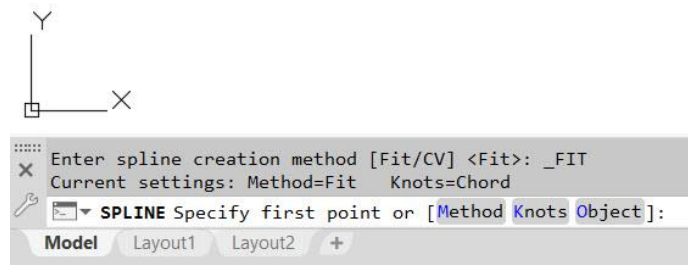 Y
X
Enter spline creation method [Fit/CV] <Fit>: _FIT
Current settings: Method=Fit   Knots=Chord
SPLINE Specify first point or [Method Knots Object]:
Model Layout1 Layout2 +